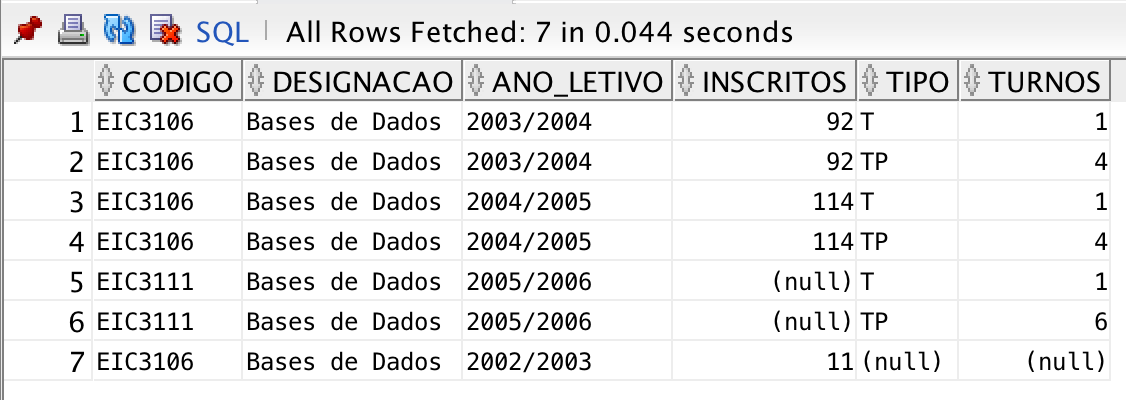 SQL All Rows Fetched: 7 in 0.044 seconds
CODIGO DESIGNACAO ANO_LETIVO INSCRITOS TIPO TURNOS
1 EIC3106 Bases de Dados 2003/2004 92 T 1
2 EIC3106 Bases de Dados 2003/2004 92 TP 4
3 EIC3106 Bases de Dados 2004/2005 114 T 1
4 EIC3106 Bases de Dados 2004/2005 114 TP 4
5 EIC3111 Bases de Dados 2005/2006 (null) T 1
6 EIC3111 Bases de Dados 2005/2006 (null) TP 6
7 EIC3106 Bases de Dados 2002/2003 11 (null) (null)